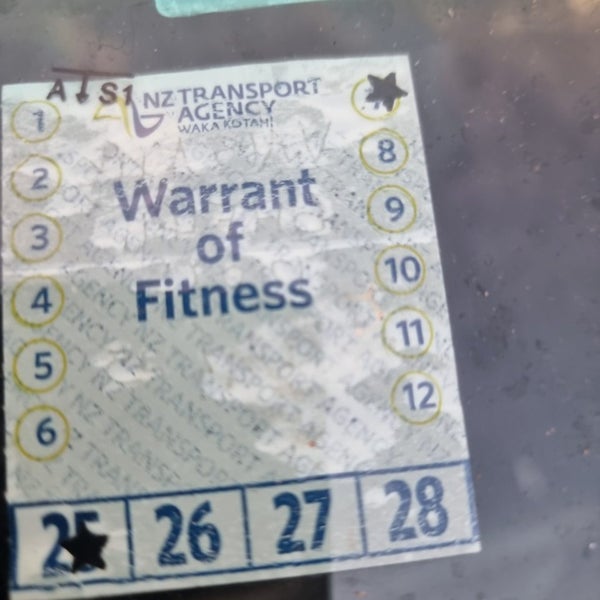 A↓S1
NZ TRANSPORT
AGENCY
WAKA KOTAHI
Warrant
of
Fitness
1
2
3
4
5
6
8
9
10
11
12
25 26 27 28